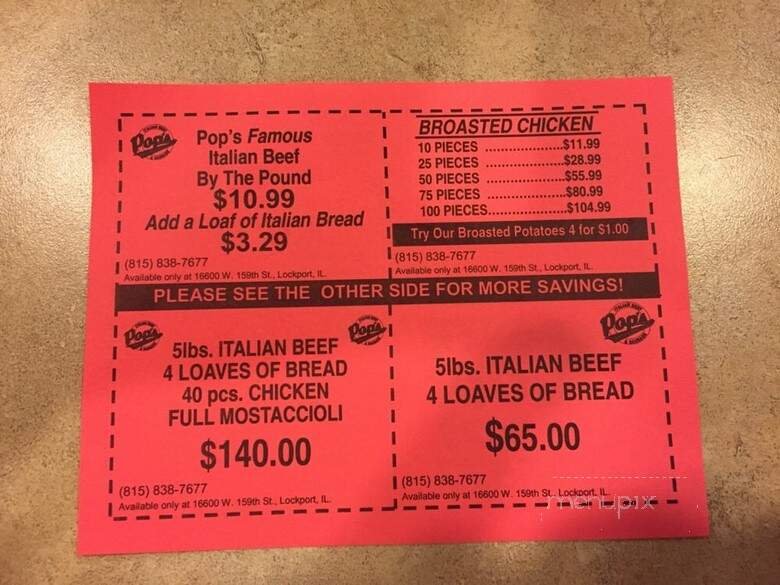 ITALIAN BEEF
Pop's
& SAUSAGE
Pop's Famous
Italian Beef
By The Pound
$10.99
Add a Loaf of Italian Bread
$3.29
(815) 838-7677
Available only at 16600 W. 159th St., Lockport, IL.
BROASTED CHICKEN
10 PIECES .......................$11.99
25 PIECES .......................$28.99
50 PIECES .......................$55.99
75 PIECES .......................$80.99
100 PIECES.......................$104.99
Try Our Broasted Potatoes 4 for $1.00
(815) 838-7677
Available only at 16600 W. 159th St., Lockport, IL.
PLEASE SEE THE OTHER SIDE FOR MORE SAVINGS!
Pop's
Pop's
5lbs. ITALIAN BEEF
4 LOAVES OF BREAD
40 pcs. CHICKEN
FULL MOSTACCIOLI
$140.00
(815) 838-7677
Available only at 16600 W. 159th St., Lockport, IL.
ITALIAN BEEF
Pop's
& SAUSAGE
5lbs. ITALIAN BEEF
4 LOAVES OF BREAD
$65.00
(815) 838-7677
Available only at 16600 W. 159th St., Lockport, IL.
menupix